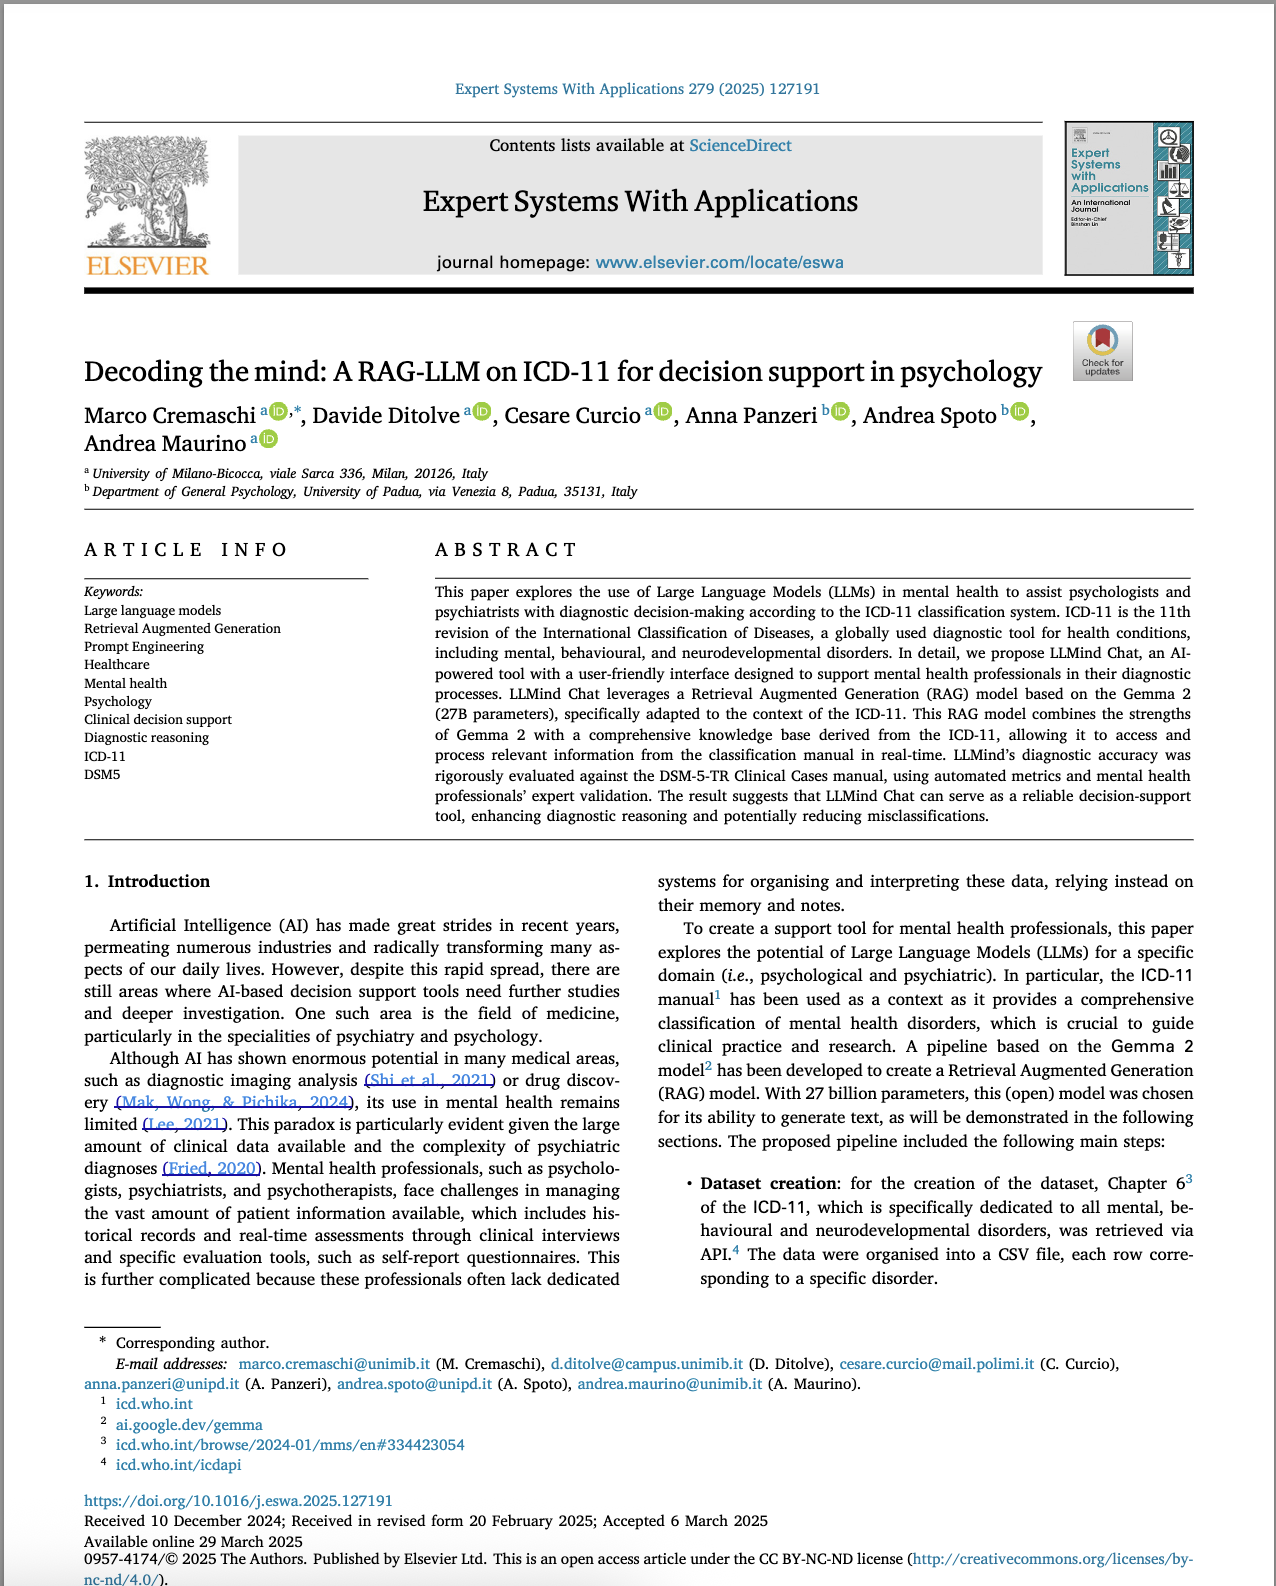 Expert Systems With Applications 279 (2025) 127191
Contents lists available at ScienceDirect
Expert Systems With Applications
journal homepage: www.elsevier.com/locate/eswa
ELSEVIER
Expert
Systems
with
Applications
An International
Journal
Editor-in-Chief
Binshan Lin
Check for
updates
Decoding the mind: A RAG-LLM on ICD-11 for decision support in psychology
Marco Cremaschi a iD,*, Davide Ditolve a iD, Cesare Curcio a iD, Anna Panzeri b iD, Andrea Spoto b iD,
Andrea Maurino a iD
a University of Milano-Bicocca, viale Sarca 336, Milan, 20126, Italy
b Department of General Psychology, University of Padua, via Venezia 8, Padua, 35131, Italy
ARTICLE INFO
Keywords:
Large language models
Retrieval Augmented Generation
Prompt Engineering
Healthcare
Mental health
Psychology
Clinical decision support
Diagnostic reasoning
ICD-11
DSM5
ABSTRACT
This paper explores the use of Large Language Models (LLMs) in mental health to assist psychologists and
psychiatrists with diagnostic decision-making according to the ICD-11 classification system. ICD-11 is the 11th
revision of the International Classification of Diseases, a globally used diagnostic tool for health conditions,
including mental, behavioural, and neurodevelopmental disorders. In detail, we propose LLMind Chat, an AI-
powered tool with a user-friendly interface designed to support mental health professionals in their diagnostic
processes. LLMind Chat leverages a Retrieval Augmented Generation (RAG) model based on the Gemma 2
(27B parameters), specifically adapted to the context of the ICD-11. This RAG model combines the strengths
of Gemma 2 with a comprehensive knowledge base derived from the ICD-11, allowing it to access and
process relevant information from the classification manual in real-time. LLMind's diagnostic accuracy was
rigorously evaluated against the DSM-5-TR Clinical Cases manual, using automated metrics and mental health
professionals' expert validation. The result suggests that LLMind Chat can serve as a reliable decision-support
tool, enhancing diagnostic reasoning and potentially reducing misclassifications.
1. Introduction
Artificial Intelligence (AI) has made great strides in recent years,
permeating numerous industries and radically transforming many as-
pects of our daily lives. However, despite this rapid spread, there are
still areas where AI-based decision support tools need further studies
and deeper investigation. One such area is the field of medicine,
particularly in the specialities of psychiatry and psychology.
Although AI has shown enormous potential in many medical areas,
such as diagnostic imaging analysis (Shi et al., 2021) or drug discov-
ery (Mak, Wong, & Pichika, 2024), its use in mental health remains
limited (Lee, 2021). This paradox is particularly evident given the large
amount of clinical data available and the complexity of psychiatric
diagnoses (Fried, 2020). Mental health professionals, such as psycholo-
gists, psychiatrists, and psychotherapists, face challenges in managing
the vast amount of patient information available, which includes his-
torical records and real-time assessments through clinical interviews
and specific evaluation tools, such as self-report questionnaires. This
is further complicated because these professionals often lack dedicated
systems for organising and interpreting these data, relying instead on
their memory and notes.
To create a support tool for mental health professionals, this paper
explores the potential of Large Language Models (LLMs) for a specific
domain (i.e., psychological and psychiatric). In particular, the ICD-11
manual1 has been used as a context as it provides a comprehensive
classification of mental health disorders, which is crucial to guide
clinical practice and research. A pipeline based on the Gemma 2
model2 has been developed to create a Retrieval Augmented Generation
(RAG) model. With 27 billion parameters, this (open) model was chosen
for its ability to generate text, as will be demonstrated in the following
sections. The proposed pipeline included the following main steps:
• Dataset creation: for the creation of the dataset, Chapter 63
of the ICD-11, which is specifically dedicated to all mental, be-
havioural and neurodevelopmental disorders, was retrieved via
API.4 The data were organised into a CSV file, each row corre-
sponding to a specific disorder.
* Corresponding author.
E-mail addresses: marco.cremaschi@unimib.it (M. Cremaschi), d.ditolve@campus.unimib.it (D. Ditolve), cesare.curcio@mail.polimi.it (C. Curcio),
anna.panzeri@unipd.it (A. Panzeri), andrea.spoto@unipd.it (A. Spoto), andrea.maurino@unimib.it (A. Maurino).
1 icd.who.int
2 ai.google.dev/gemma
3 icd.who.int/browse/2024-01/mms/en#334423054
4 icd.who.int/icdapi
https://doi.org/10.1016/j.eswa.2025.127191
Received 10 December 2024; Received in revised form 20 February 2025; Accepted 6 March 2025
Available online 29 March 2025
0957-4174/© 2025 The Authors. Published by Elsevier Ltd. This is an open access article under the CC BY-NC-ND license (http://creativecommons.org/licenses/by-
nc-nd/4.0/).